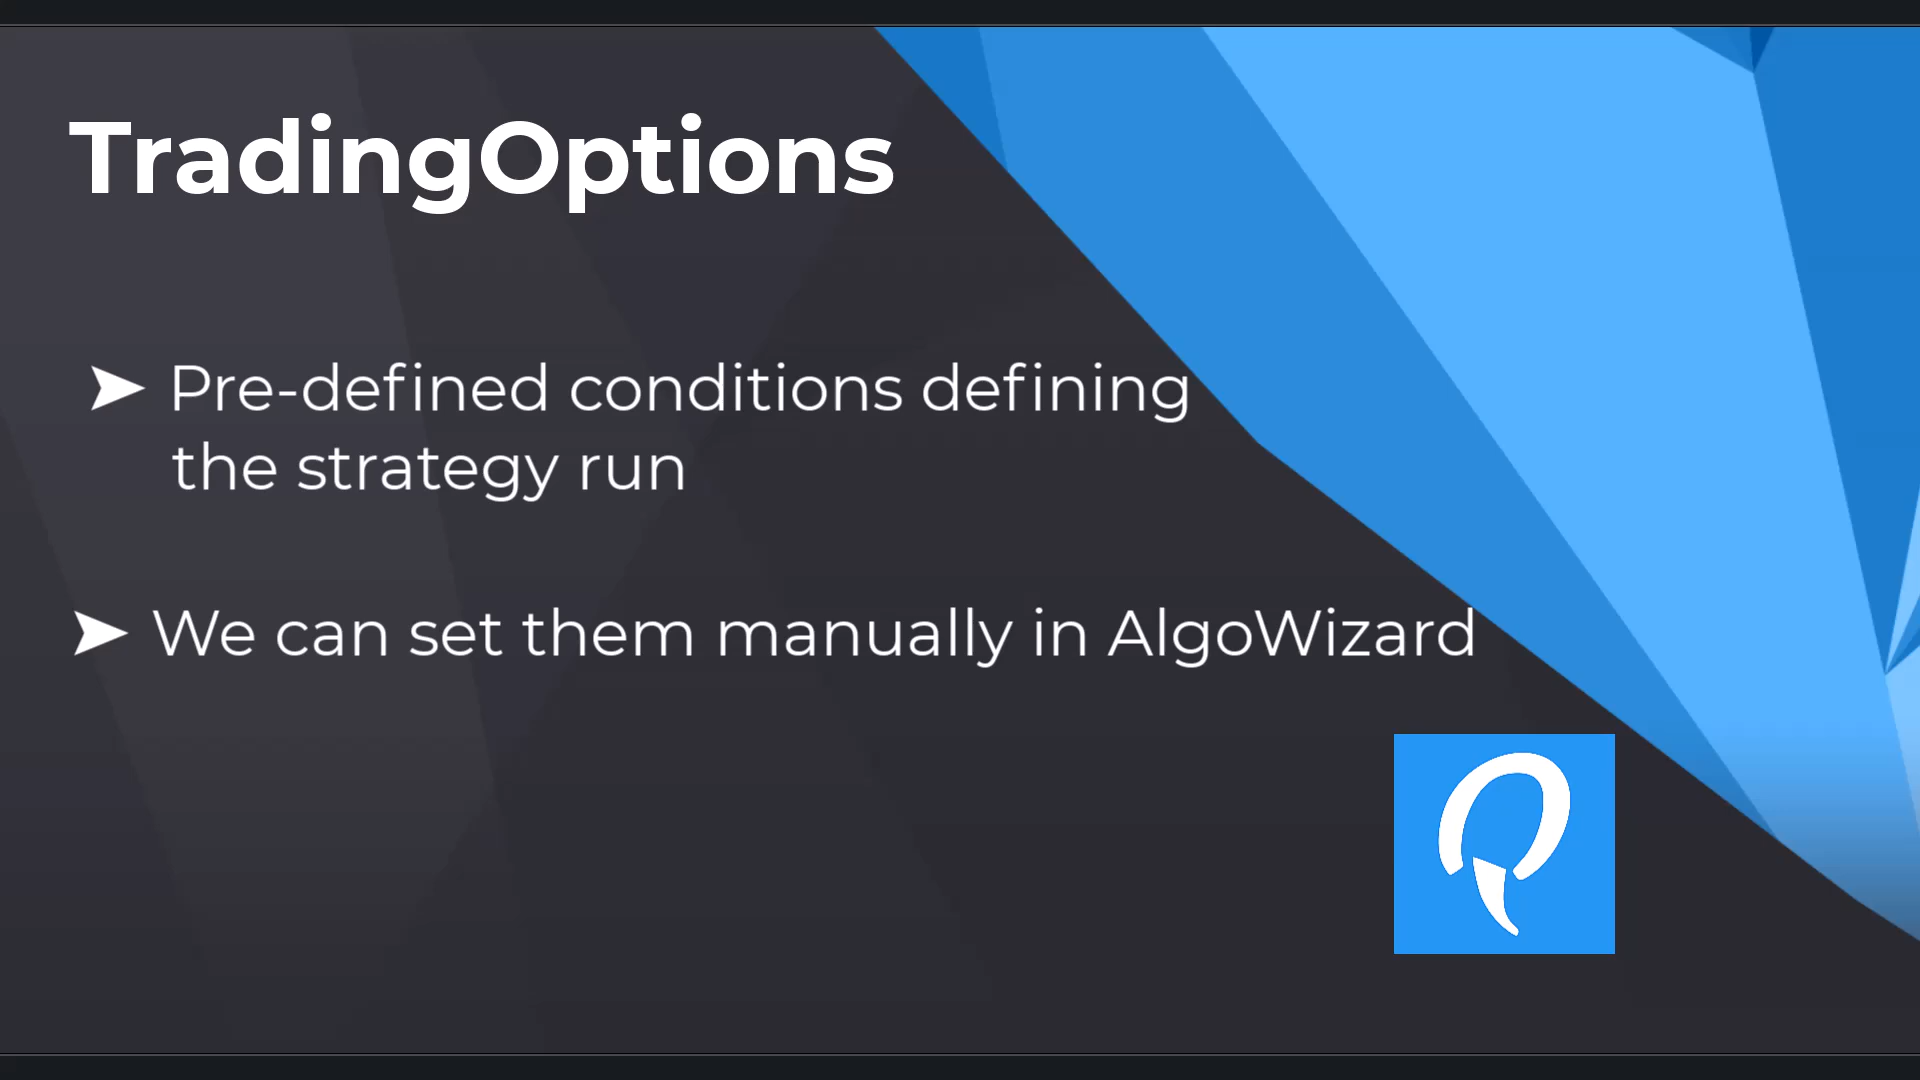 TradingOptions
➤ Pre-defined conditions defining
the strategy run
➤ We can set them manually in AlgoWizard